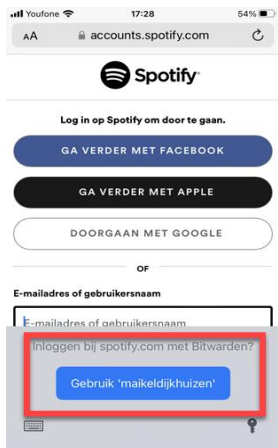 Youfone 17:28 54%
AA accounts.spotify.com
Spotify
Log in op Spotify om door te gaan.
GA VERDER MET FACEBOOK
GA VERDER MET APPLE
DOORGAAN MET GOOGLE
OF
E-mailadres of gebruikersnaam
E-mailadres of gebruikersnaam
Inloggen bij spotify.com met Bitwarden?
Gebruik 'maikeldijkhuizen'